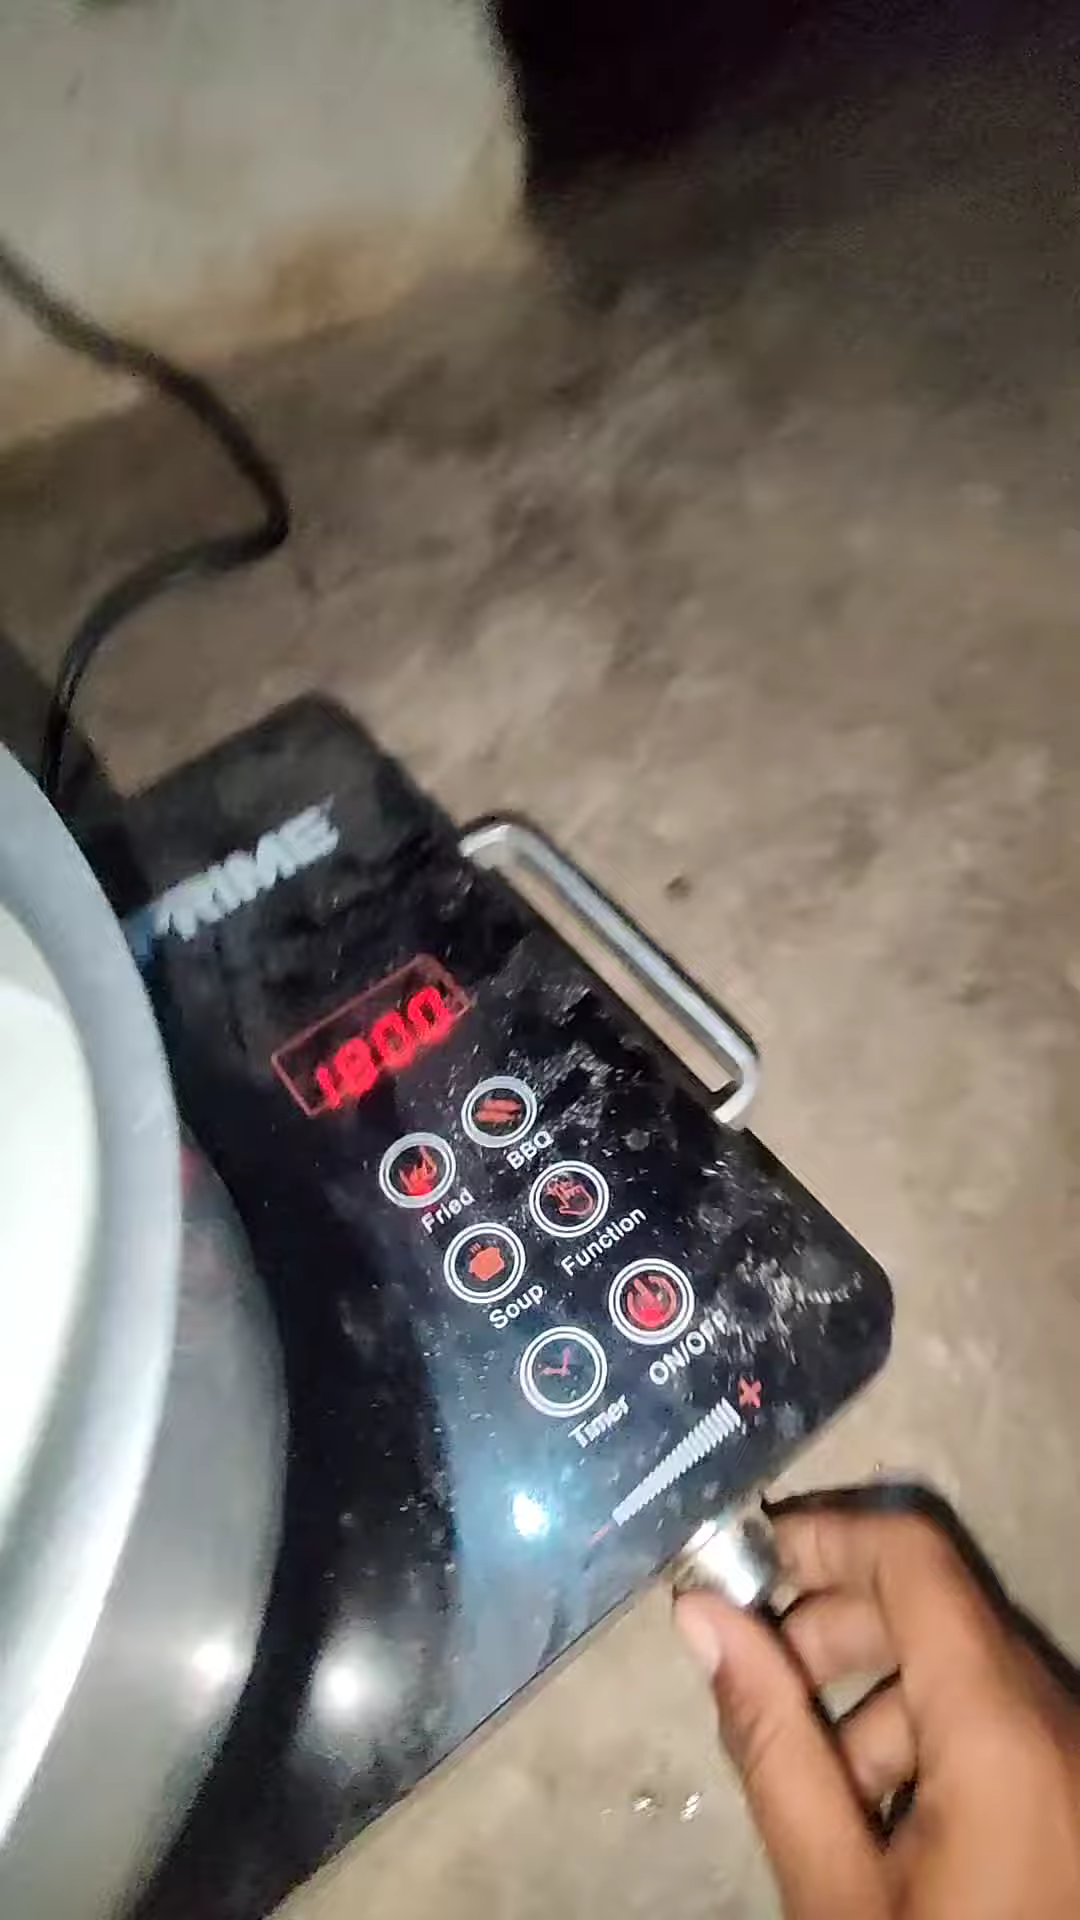 RIME
1800
BBQ
Fried
Function
Soup
ON/OFF
Timer
+
-